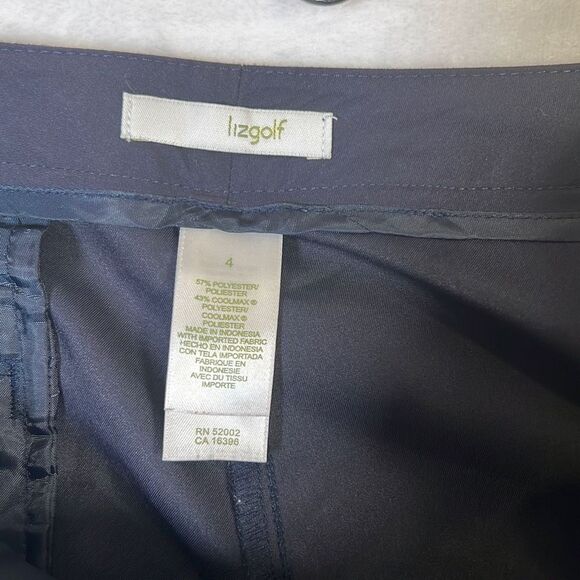 lizgolf
4
57% POLYESTER/
POLIESTER
43% COOLMAX ®
POLYESTER/
COOLMAX ®
POLIESTER
MADE IN INDONESIA
WITH IMPORTED FABRIC
HECHO EN INDONESIA
CON TELA IMPORTADA
FABRIQUE EN
INDONESIE
AVEC DU TISSU
IMPORTE
RN 52002
CA 16396